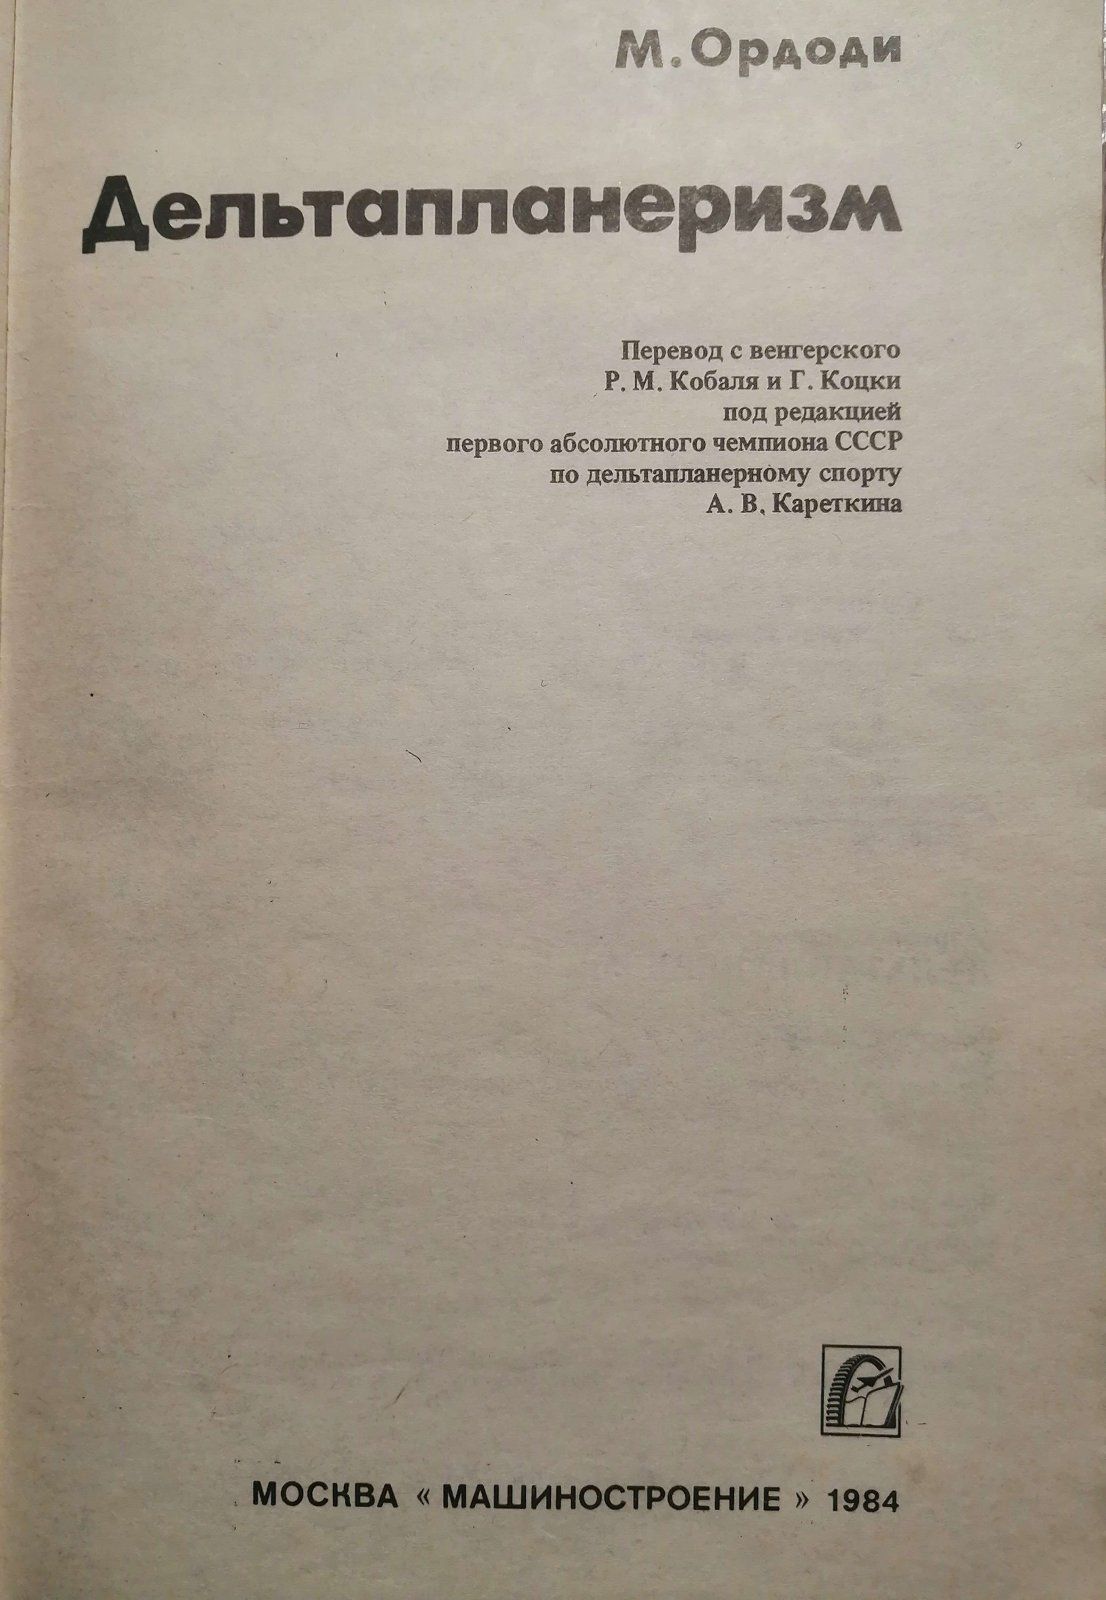 М. Ордоди
Дельтапланеризм
Перевод с венгерского
Р. М. Кобаля и Г. Коцки
под редакцией
первого абсолютного чемпиона СССР
по дельтапланерному спорту
А. В. Кареткина
МОСКВА « МАШИНОСТРОЕНИЕ » 1984